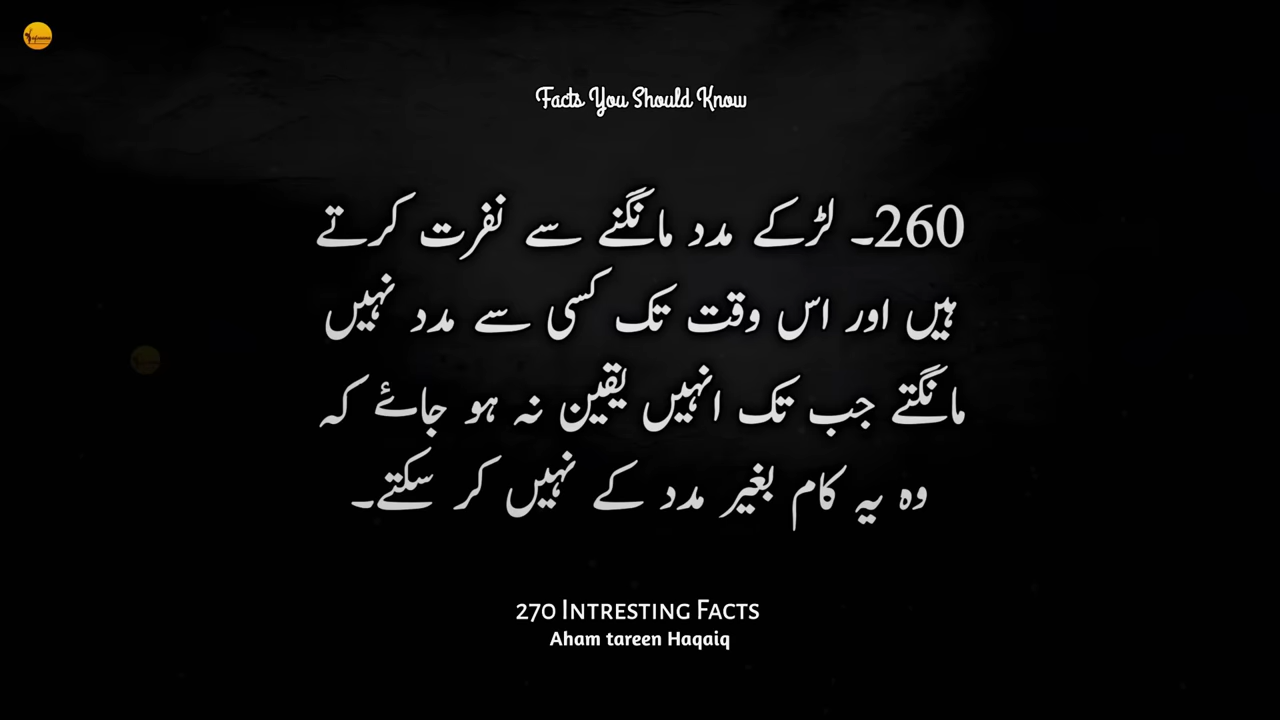 Facts You Should Know
260۔ لڑکے مدد مانگنے سے نفرت کرتے
ہیں اور اس وقت تک کسی سے مدد نہیں
مانگتے جب تک انہیں یقین نہ ہو جائے کہ
وہ یہ کام بغیر مدد کے نہیں کر سکتے۔
270 INTRESTING FACTS
Aham tareen Haqaiq